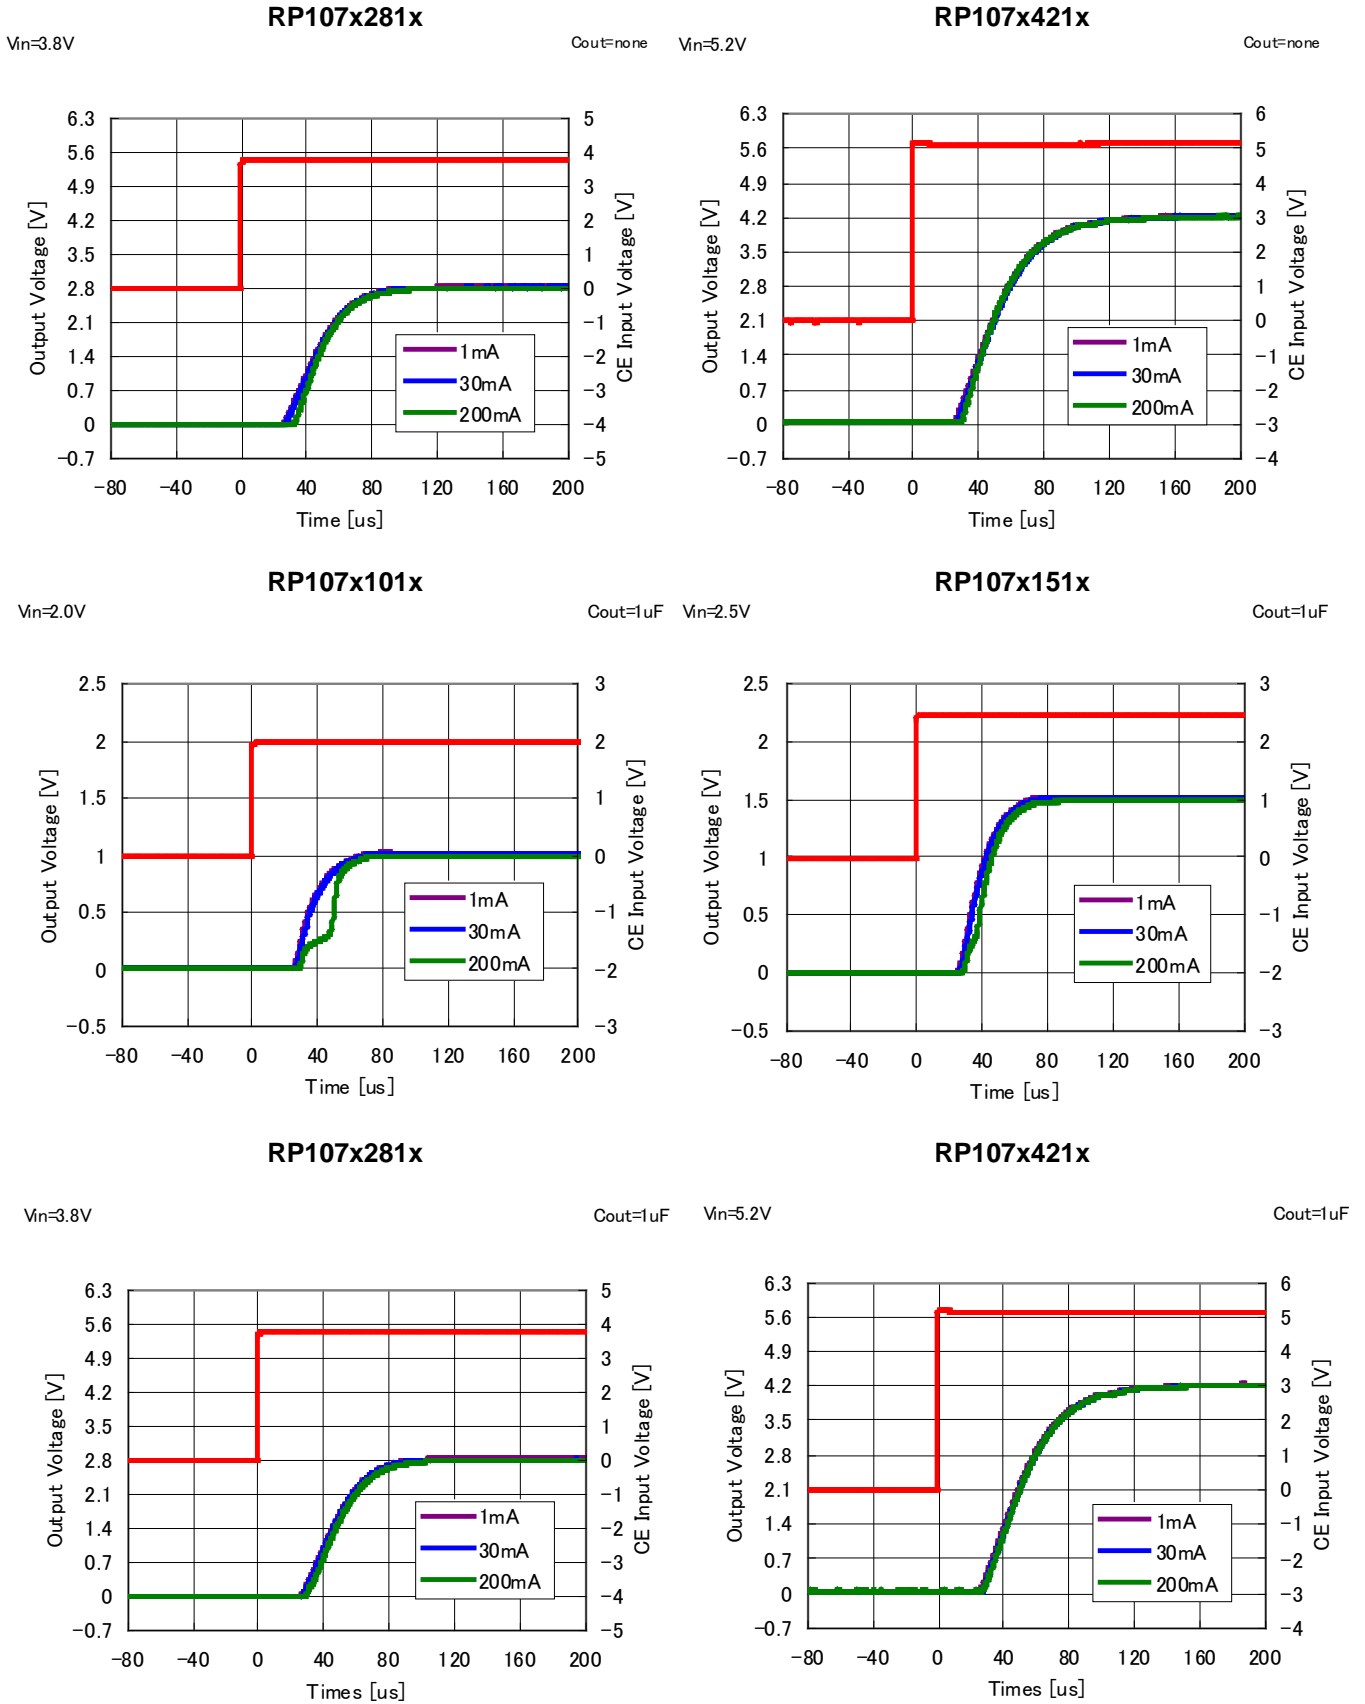 RP107x281x
Vin=3.8V
Cout=none
6.3
5.6
4.9
4.2
3.5
2.8
2.1
1.4
0.7
0
−0.7
5
4
3
2
1
0
−1
−2
−3
−4
−5
−80 −40 0 40 80 120 160 200
Output Voltage [V]
CE Input Voltage [V]
Time [us]
1mA
30mA
200mA
RP107x421x
Vin=5.2V
Cout=none
6.3
5.6
4.9
4.2
3.5
2.8
2.1
1.4
0.7
0
−0.7
6
5
4
3
2
1
0
−1
−2
−3
−4
−80 −40 0 40 80 120 160 200
Output Voltage [V]
CE Input Voltage [V]
Time [us]
1mA
30mA
200mA
RP107x101x
Vin=2.0V
Cout=1uF
2.5
2
1.5
1
0.5
0
−0.5
3
2
1
0
−1
−2
−3
−80 −40 0 40 80 120 160 200
Output Voltage [V]
CE Input Voltage [V]
Time [us]
1mA
30mA
200mA
RP107x151x
Vin=2.5V
Cout=1uF
2.5
2
1.5
1
0.5
0
−0.5
3
2
1
0
−1
−2
−3
−80 −40 0 40 80 120 160 200
Output Voltage [V]
CE Input Voltage [V]
Time [us]
1mA
30mA
200mA
RP107x281x
Vin=3.8V
Cout=1uF
6.3
5.6
4.9
4.2
3.5
2.8
2.1
1.4
0.7
0
−0.7
5
4
3
2
1
0
−1
−2
−3
−4
−5
−80 −40 0 40 80 120 160 200
Output Voltage [V]
CE Input Voltage [V]
Times [us]
1mA
30mA
200mA
RP107x421x
Vin=5.2V
Cout=1uF
6.3
5.6
4.9
4.2
3.5
2.8
2.1
1.4
0.7
0
−0.7
6
5
4
3
2
1
0
−1
−2
−3
−4
−80 −40 0 40 80 120 160 200
Output Voltage [V]
CE Input Voltage [V]
Times [us]
1mA
30mA
200mA